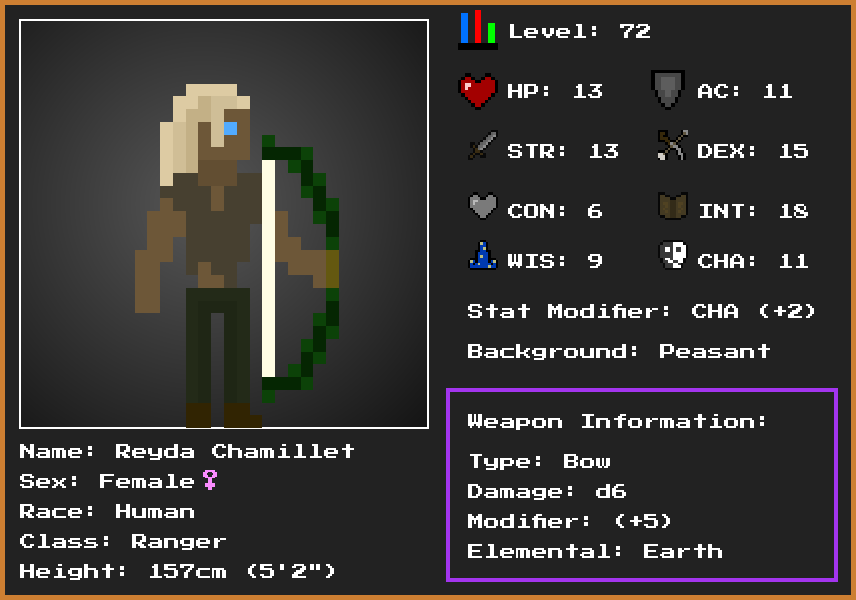 Level: 72
HP: 13
AC: 11
STR: 13
DEX: 15
CON: 6
INT: 18
WIS: 9
CHA: 11
Stat Modifier: CHA (+2)
Background: Peasant
Weapon Information:
Type: Bow
Damage: d6
Modifier: (+5)
Elemental: Earth
Name: Reyda Chamillet
Sex: Female♀
Race: Human
Class: Ranger
Height: 157cm (5'2")